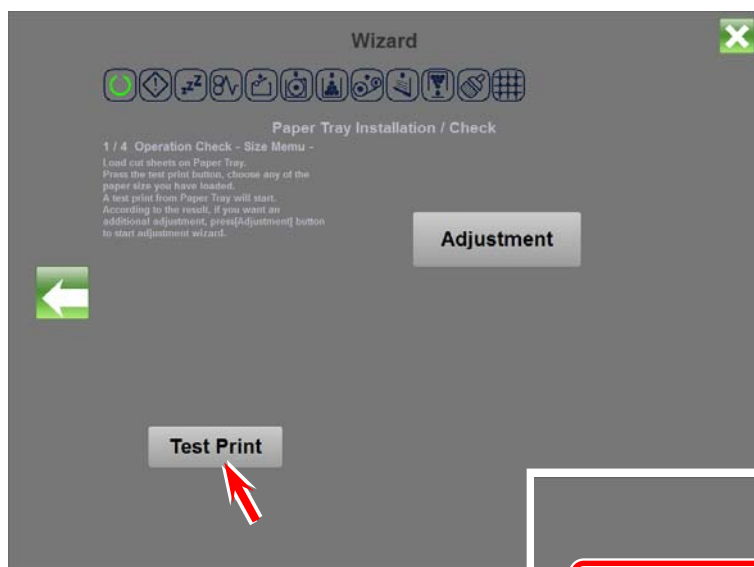 Wizard
Paper Tray Installation / Check
1 / 4 Operation Check - Size Menu -
Load cut sheets on Paper Tray.
Press the test print button, choose any of the
paper size you have loaded.
A test print from Paper Tray will start.
According to the result, if you want an
additional adjustment, press[Adjustment] button
to start adjustment wizard.
Adjustment
Test Print